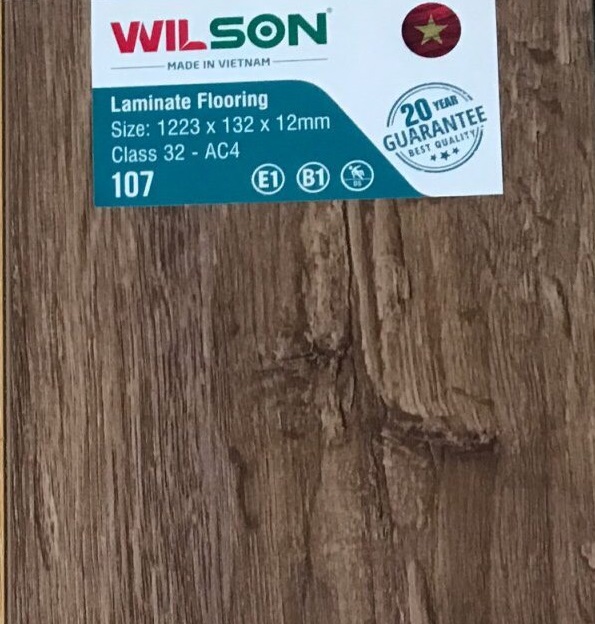 WILSON
MADE IN VIETNAM
Laminate Flooring
Size: 1223 x 132 x 12mm
Class 32 - AC4
107
E1 B1
20 YEAR
GUARANTEE
BEST QUALITY